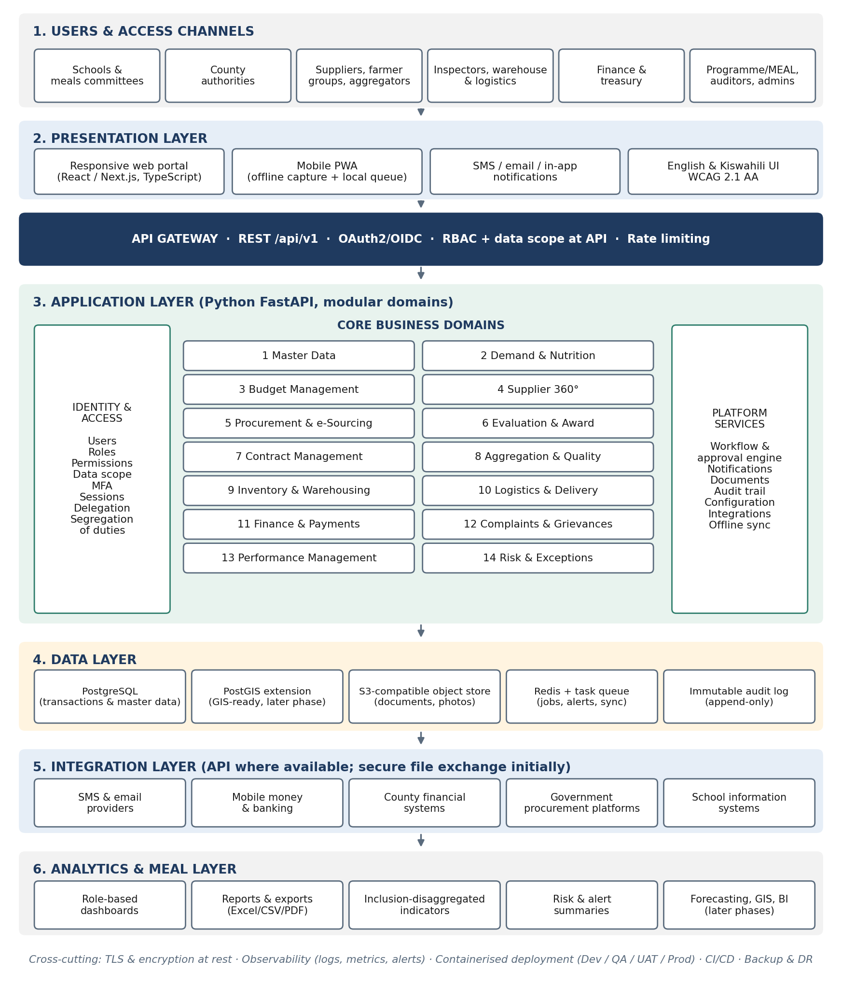 1. USERS & ACCESS CHANNELS
Schools &
meals committees
County
authorities
Suppliers, farmer
groups, aggregators
Inspectors, warehouse
& logistics
Finance &
treasury
Programme/MEAL,
auditors, admins
2. PRESENTATION LAYER
Responsive web portal
(React / Next.js, TypeScript)
Mobile PWA
(offline capture + local queue)
SMS / email / in-app
notifications
English & Kiswahili UI
WCAG 2.1 AA
API GATEWAY · REST /api/v1 · OAuth2/OIDC · RBAC + data scope at API · Rate limiting
3. APPLICATION LAYER (Python FastAPI, modular domains)
IDENTITY &
ACCESS
Users
Roles
Permissions
Data scope
MFA
Sessions
Delegation
Segregation
of duties
CORE BUSINESS DOMAINS
1 Master Data
2 Demand & Nutrition
3 Budget Management
4 Supplier 360°
5 Procurement & e-Sourcing
6 Evaluation & Award
7 Contract Management
8 Aggregation & Quality
9 Inventory & Warehousing
10 Logistics & Delivery
11 Finance & Payments
12 Complaints & Grievances
13 Performance Management
14 Risk & Exceptions
PLATFORM
SERVICES
Workflow &
approval engine
Notifications
Documents
Audit trail
Configuration
Integrations
Offline sync
4. DATA LAYER
PostgreSQL
(transactions & master data)
PostGIS extension
(GIS-ready, later phase)
S3-compatible object store
(documents, photos)
Redis + task queue
(jobs, alerts, sync)
Immutable audit log
(append-only)
5. INTEGRATION LAYER (API where available; secure file exchange initially)
SMS & email
providers
Mobile money
& banking
County financial
systems
Government
procurement platforms
School information
systems
6. ANALYTICS & MEAL LAYER
Role-based
dashboards
Reports & exports
(Excel/CSV/PDF)
Inclusion-disaggregated
indicators
Risk & alert
summaries
Forecasting, GIS, BI
(later phases)
Cross-cutting: TLS & encryption at rest · Observability (logs, metrics, alerts) · Containerised deployment (Dev / QA / UAT / Prod) · CI/CD · Backup & DR